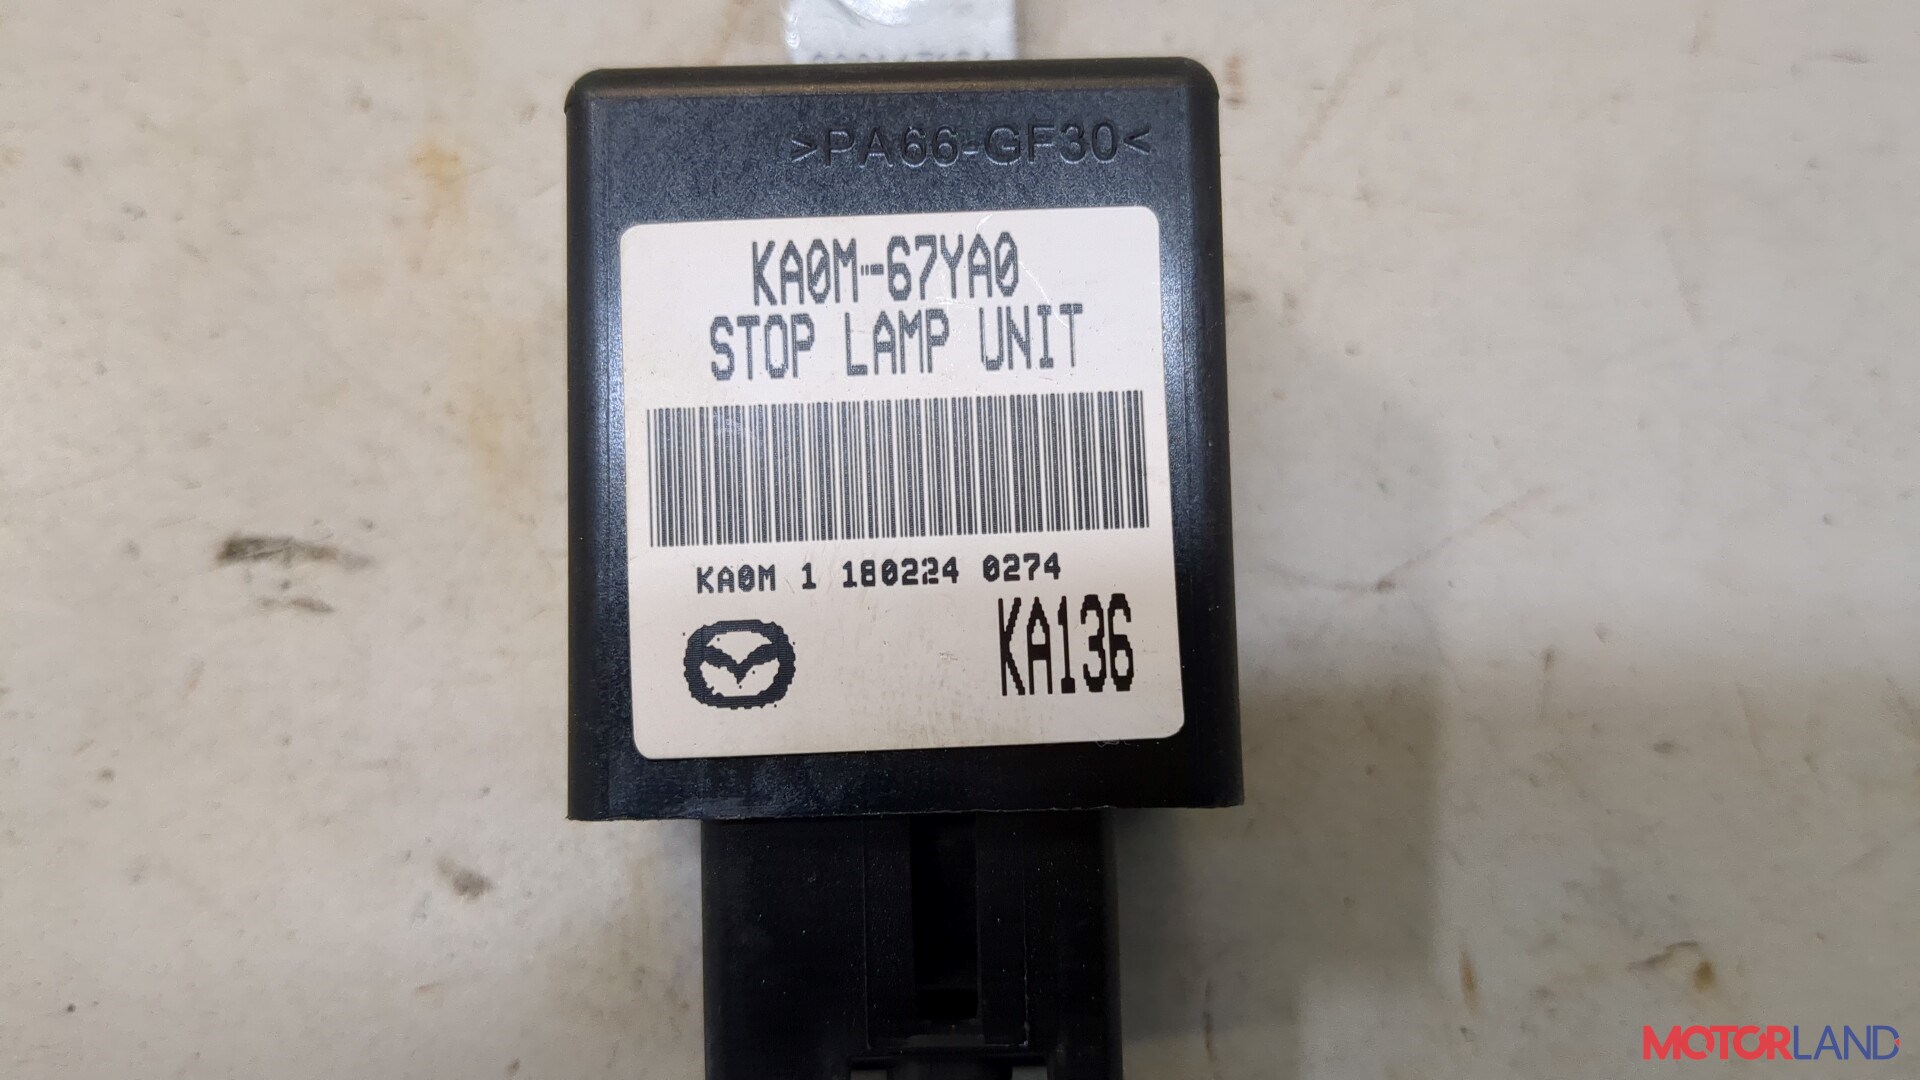 >PA66-GF30<
KA0M-67YA0
STOP LAMP UNIT
KA0M 1 180224 0274
KA136
MOTORLAND